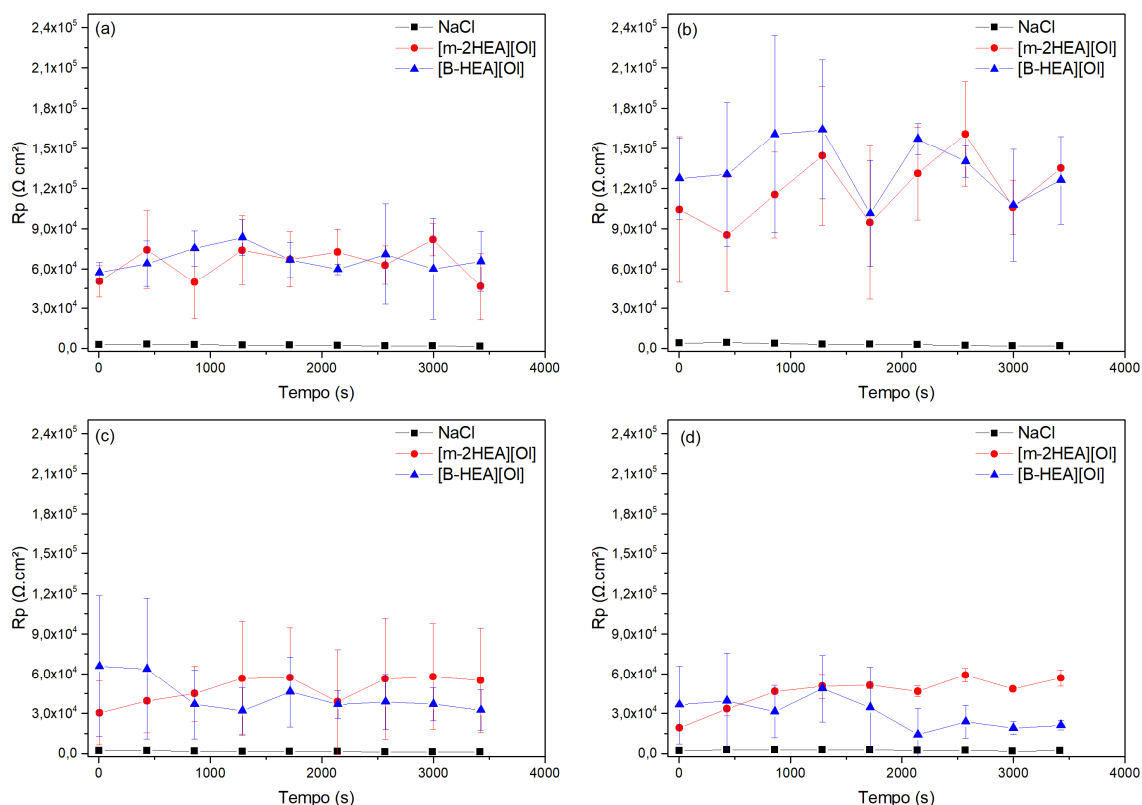 (a)
NaCl
[m-2HEA][Ol]
[B-HEA][Ol]
2,4x10⁵
2,1x10⁵
1,8x10⁵
1,5x10⁵
1,2x10⁵
9,0x10⁴
6,0x10⁴
3,0x10⁴
0,0
Rp (Ω cm²)
0 1000 2000 3000 4000
Tempo (s)
(b)
NaCl
[m-2HEA][Ol]
[B-HEA][Ol]
2,4x10⁵
2,1x10⁵
1,8x10⁵
1,5x10⁵
1,2x10⁵
9,0x10⁴
6,0x10⁴
3,0x10⁴
0,0
Rp (Ω cm²)
0 1000 2000 3000 4000
Tempo (s)
(c)
NaCl
[m-2HEA][Ol]
[B-HEA][Ol]
2,4x10⁵
2,1x10⁵
1,8x10⁵
1,5x10⁵
1,2x10⁵
9,0x10⁴
6,0x10⁴
3,0x10⁴
0,0
Rp (Ω.cm²)
0 1000 2000 3000 4000
Tempo (s)
(d)
NaCl
[m-2HEA][Ol]
[B-HEA][Ol]
2,4x10⁵
2,1x10⁵
1,8x10⁵
1,5x10⁵
1,2x10⁵
9,0x10⁴
6,0x10⁴
3,0x10⁴
0,0
Rp (Ω.cm²)
0 1000 2000 3000 4000
Tempo (s)